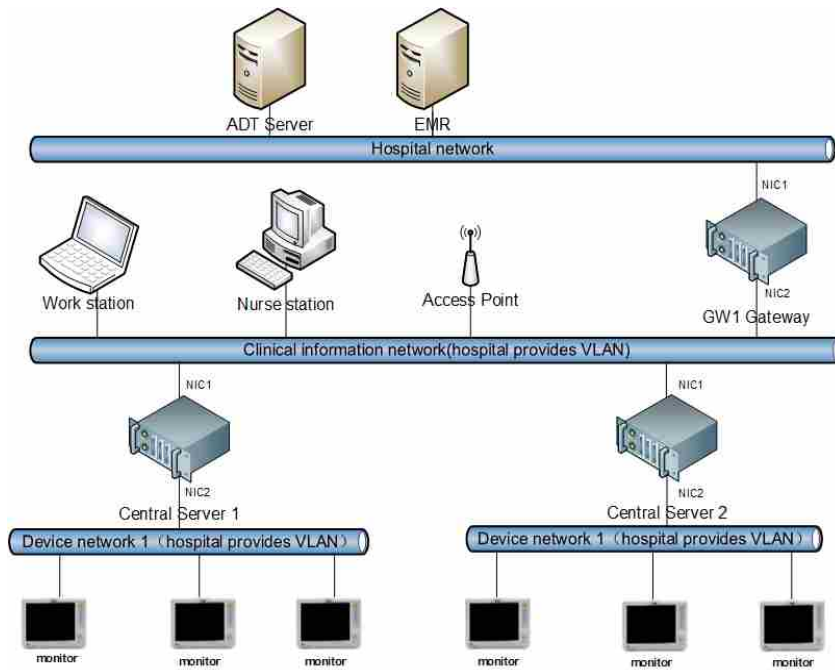 ADT Server
EMR
Hospital network
NIC1
NIC2
GW1 Gateway
Work station
Nurse station
Access Point
Clinical information network(hospital provides VLAN)
NIC1
NIC1
NIC2
NIC2
Central Server 1
Central Server 2
Device network 1（hospital provides VLAN）
Device network 1（hospital provides VLAN）
monitor
monitor
monitor
monitor
monitor
monitor